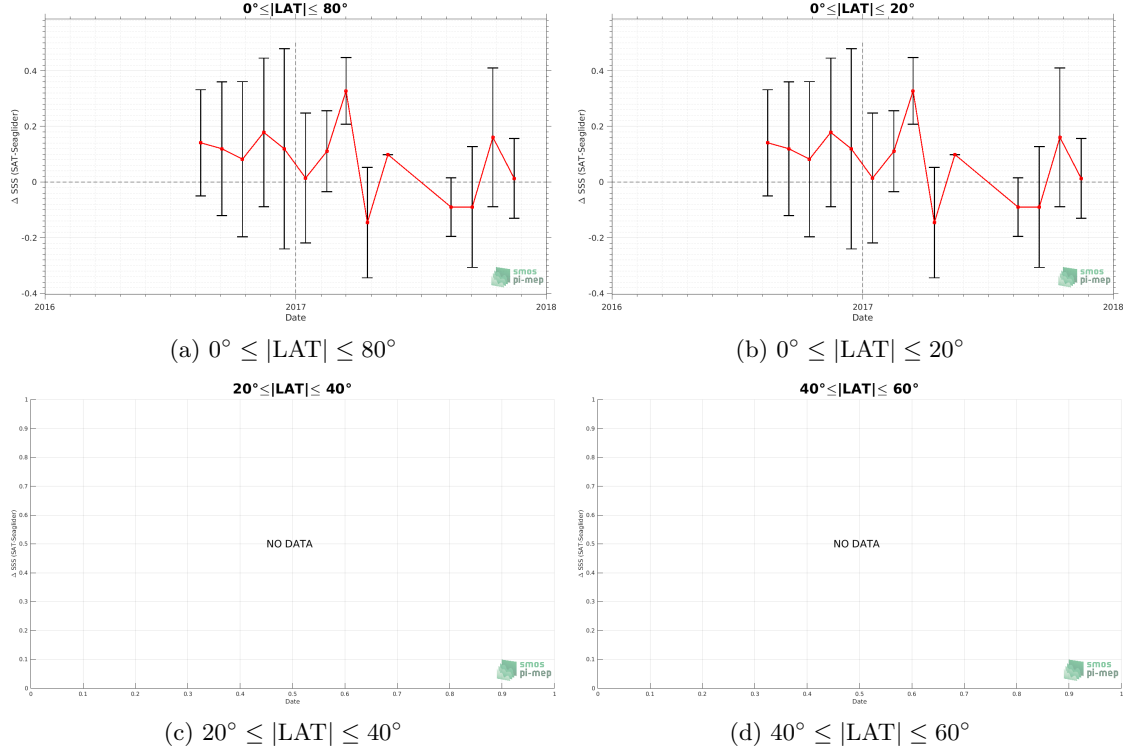 0°≤|LAT|≤ 80°
Δ SSS (SAT-Seaglider)
0.4
0.2
0
-0.2
-0.4
2016
2017
2018
Date
smos
pi-mep
(a) 0° ≤ |LAT| ≤ 80°
0°≤|LAT|≤ 20°
Δ SSS (SAT-Seaglider)
0.4
0.2
0
-0.2
-0.4
2016
2017
2018
Date
smos
pi-mep
(b) 0° ≤ |LAT| ≤ 20°
20°≤|LAT|≤ 40°
Δ SSS (SAT-Seaglider)
1
0.9
0.8
0.7
0.6
0.5
0.4
0.3
0.2
0.1
0
NO DATA
0 0.1 0.2 0.3 0.4 0.5 0.6 0.7 0.8 0.9 1
Date
smos
pi-mep
(c) 20° ≤ |LAT| ≤ 40°
40°≤|LAT|≤ 60°
Δ SSS (SAT-Seaglider)
1
0.9
0.8
0.7
0.6
0.5
0.4
0.3
0.2
0.1
0
NO DATA
0 0.1 0.2 0.3 0.4 0.5 0.6 0.7 0.8 0.9 1
Date
smos
pi-mep
(d) 40° ≤ |LAT| ≤ 60°